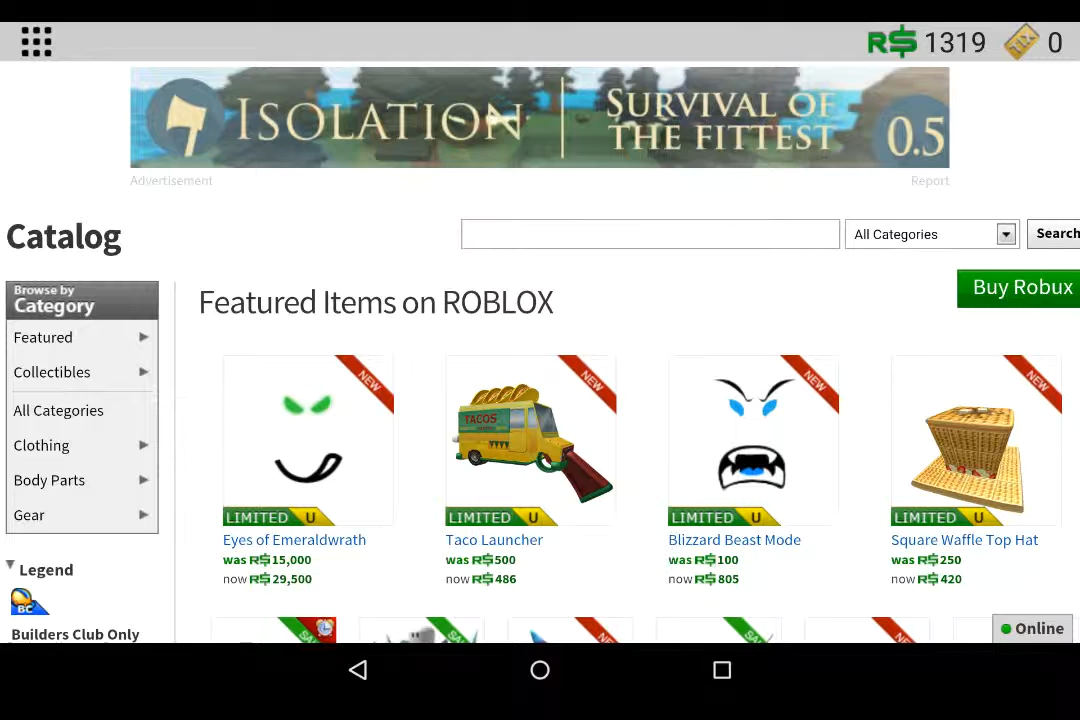 R$ 1319 TIX 0
ISOLATION SURVIVAL OF
THE FITTEST 0.5
Advertisement Report
Catalog All Categories Search
Browse by
Category
Featured
Collectibles
All Categories
Clothing
Body Parts
Gear
Legend
BC
Builders Club Only
Featured Items on ROBLOX
Buy Robux
NEW
LIMITED U
Eyes of Emeraldwrath
was R$15,000
now R$29,500
NEW
TACOS
LIMITED U
Taco Launcher
was R$500
now R$486
NEW
LIMITED U
Blizzard Beast Mode
was R$100
now R$805
NEW
LIMITED U
Square Waffle Top Hat
was R$250
now R$420
Online